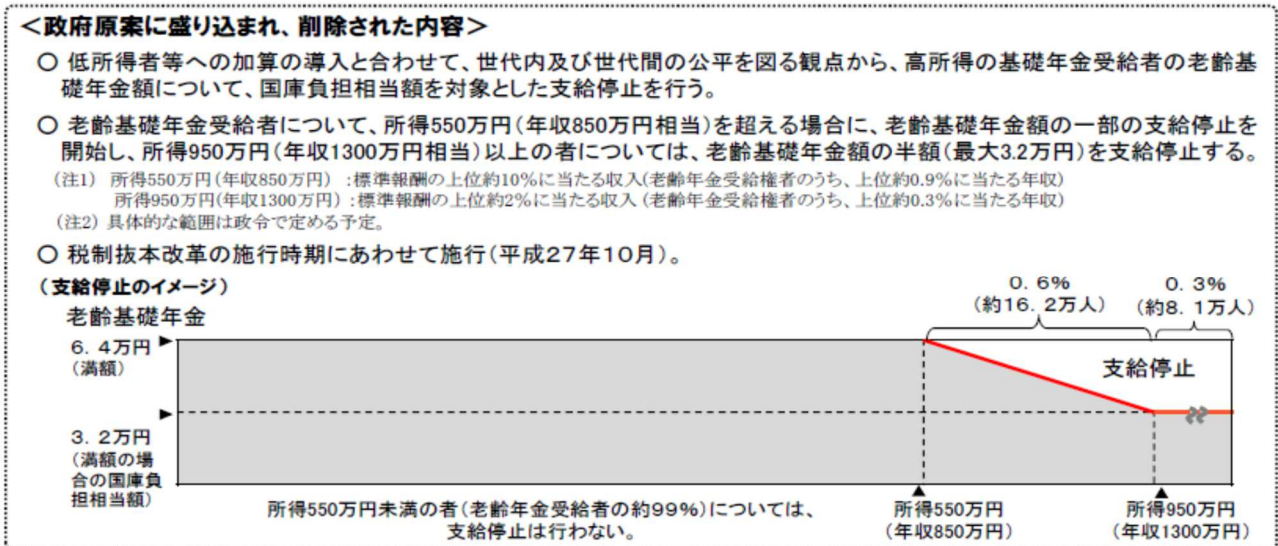 <政府原案に盛り込まれ、削除された内容>
○ 低所得者等への加算の導入と合わせて、世代内及び世代間の公平を図る観点から、高所得の基礎年金受給者の老齢基
礎年金額について、国庫負担相当額を対象とした支給停止を行う。
○ 老齢基礎年金受給者について、所得550万円(年収850万円相当)を超える場合に、老齢基礎年金額の一部の支給停止を
開始し、所得950万円(年収1300万円相当)以上の者については、老齢基礎年金額の半額(最大3.2万円)を支給停止する。
(注1) 所得550万円(年収850万円) :標準報酬の上位約10%に当たる収入(老齢年金受給権者のうち、上位約0.9%に当たる年収)
所得950万円(年収1300万円) :標準報酬の上位約2%に当たる収入 (老齢年金受給権者のうち、上位約0.3%に当たる年収)
(注2) 具体的な範囲は政令で定める予定。
○ 税制抜本改革の施行時期にあわせて施行(平成27年10月)。
(支給停止のイメージ)
0.6%
(約16.2万人)
0.3%
(約8.1万人)
老齢基礎年金
6.4万円
(満額)
支給停止
3.2万円
(満額の場
合の国庫負
担相当額)
所得550万円未満の者(老齢年金受給者の約99%)については、
支給停止は行わない。
所得550万円
(年収850万円)
所得950万円
(年収1300万円)